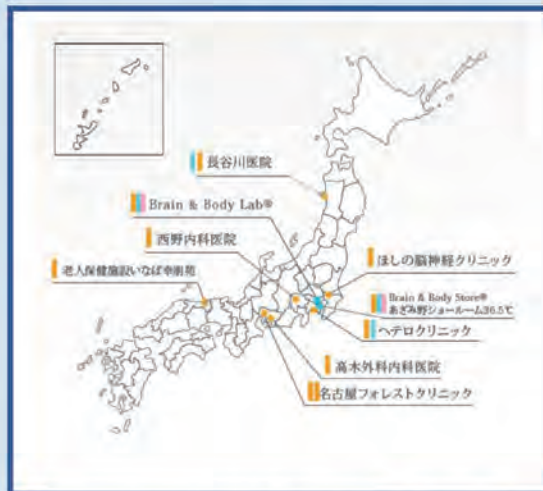 長谷川医院
Brain & Body Lab®
西野内科医院
老人保健施設いなば幸朋苑
ほしの脳神経クリニック
Brain & Body Store®
あざみ野ショールーム36.5℃
ヘテロクリニック
高木外科内科医院
名古屋フォレストクリニック